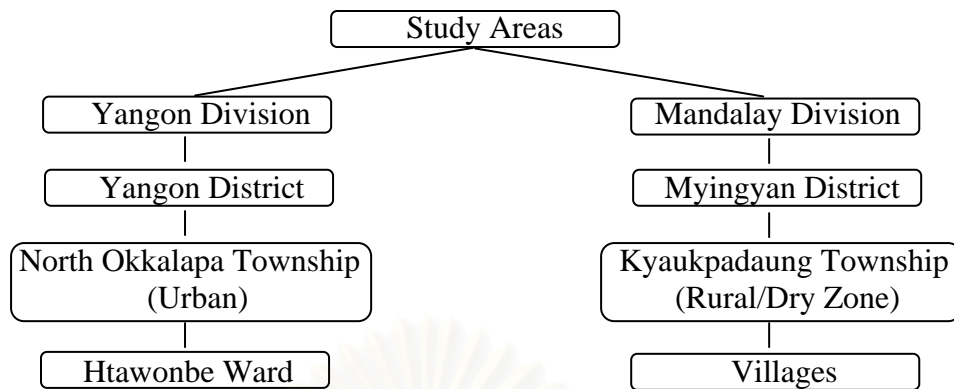 Study Areas
Yangon Division
Mandalay Division
Yangon District
Myingyan District
North Okkalapa Township
(Urban)
Kyaukpadaung Township
(Rural/Dry Zone)
Htawonbe Ward
Villages